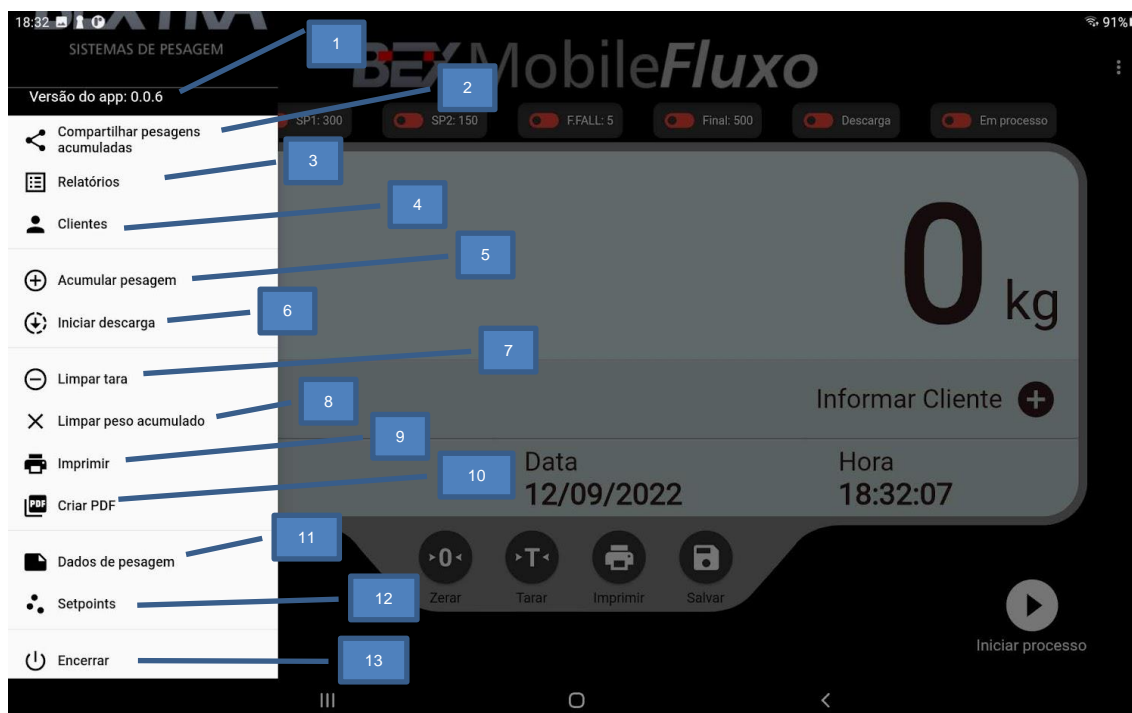 18:32
91%
BEXTRA
SISTEMAS DE PESAGEM
1
BEX MobileFluxo
Versão do app: 0.0.6
2
SP1: 300
SP2: 150
F.FALL: 5
Final: 500
Descarga
Em processo
Compartilhar pesagens
acumuladas
3
Relatórios
4
Clientes
0 kg
5
Acumular pesagem
6
Iniciar descarga
7
Limpar tara
8
Informar Cliente
Limpar peso acumulado
9
Imprimir
10
Data
Hora
12/09/2022
18:32:07
PDF
Criar PDF
11
Dados de pesagem
0
T
12
Setpoints
Zerar
Tarar
Imprimir
Salvar
Iniciar processo
13
Encerrar